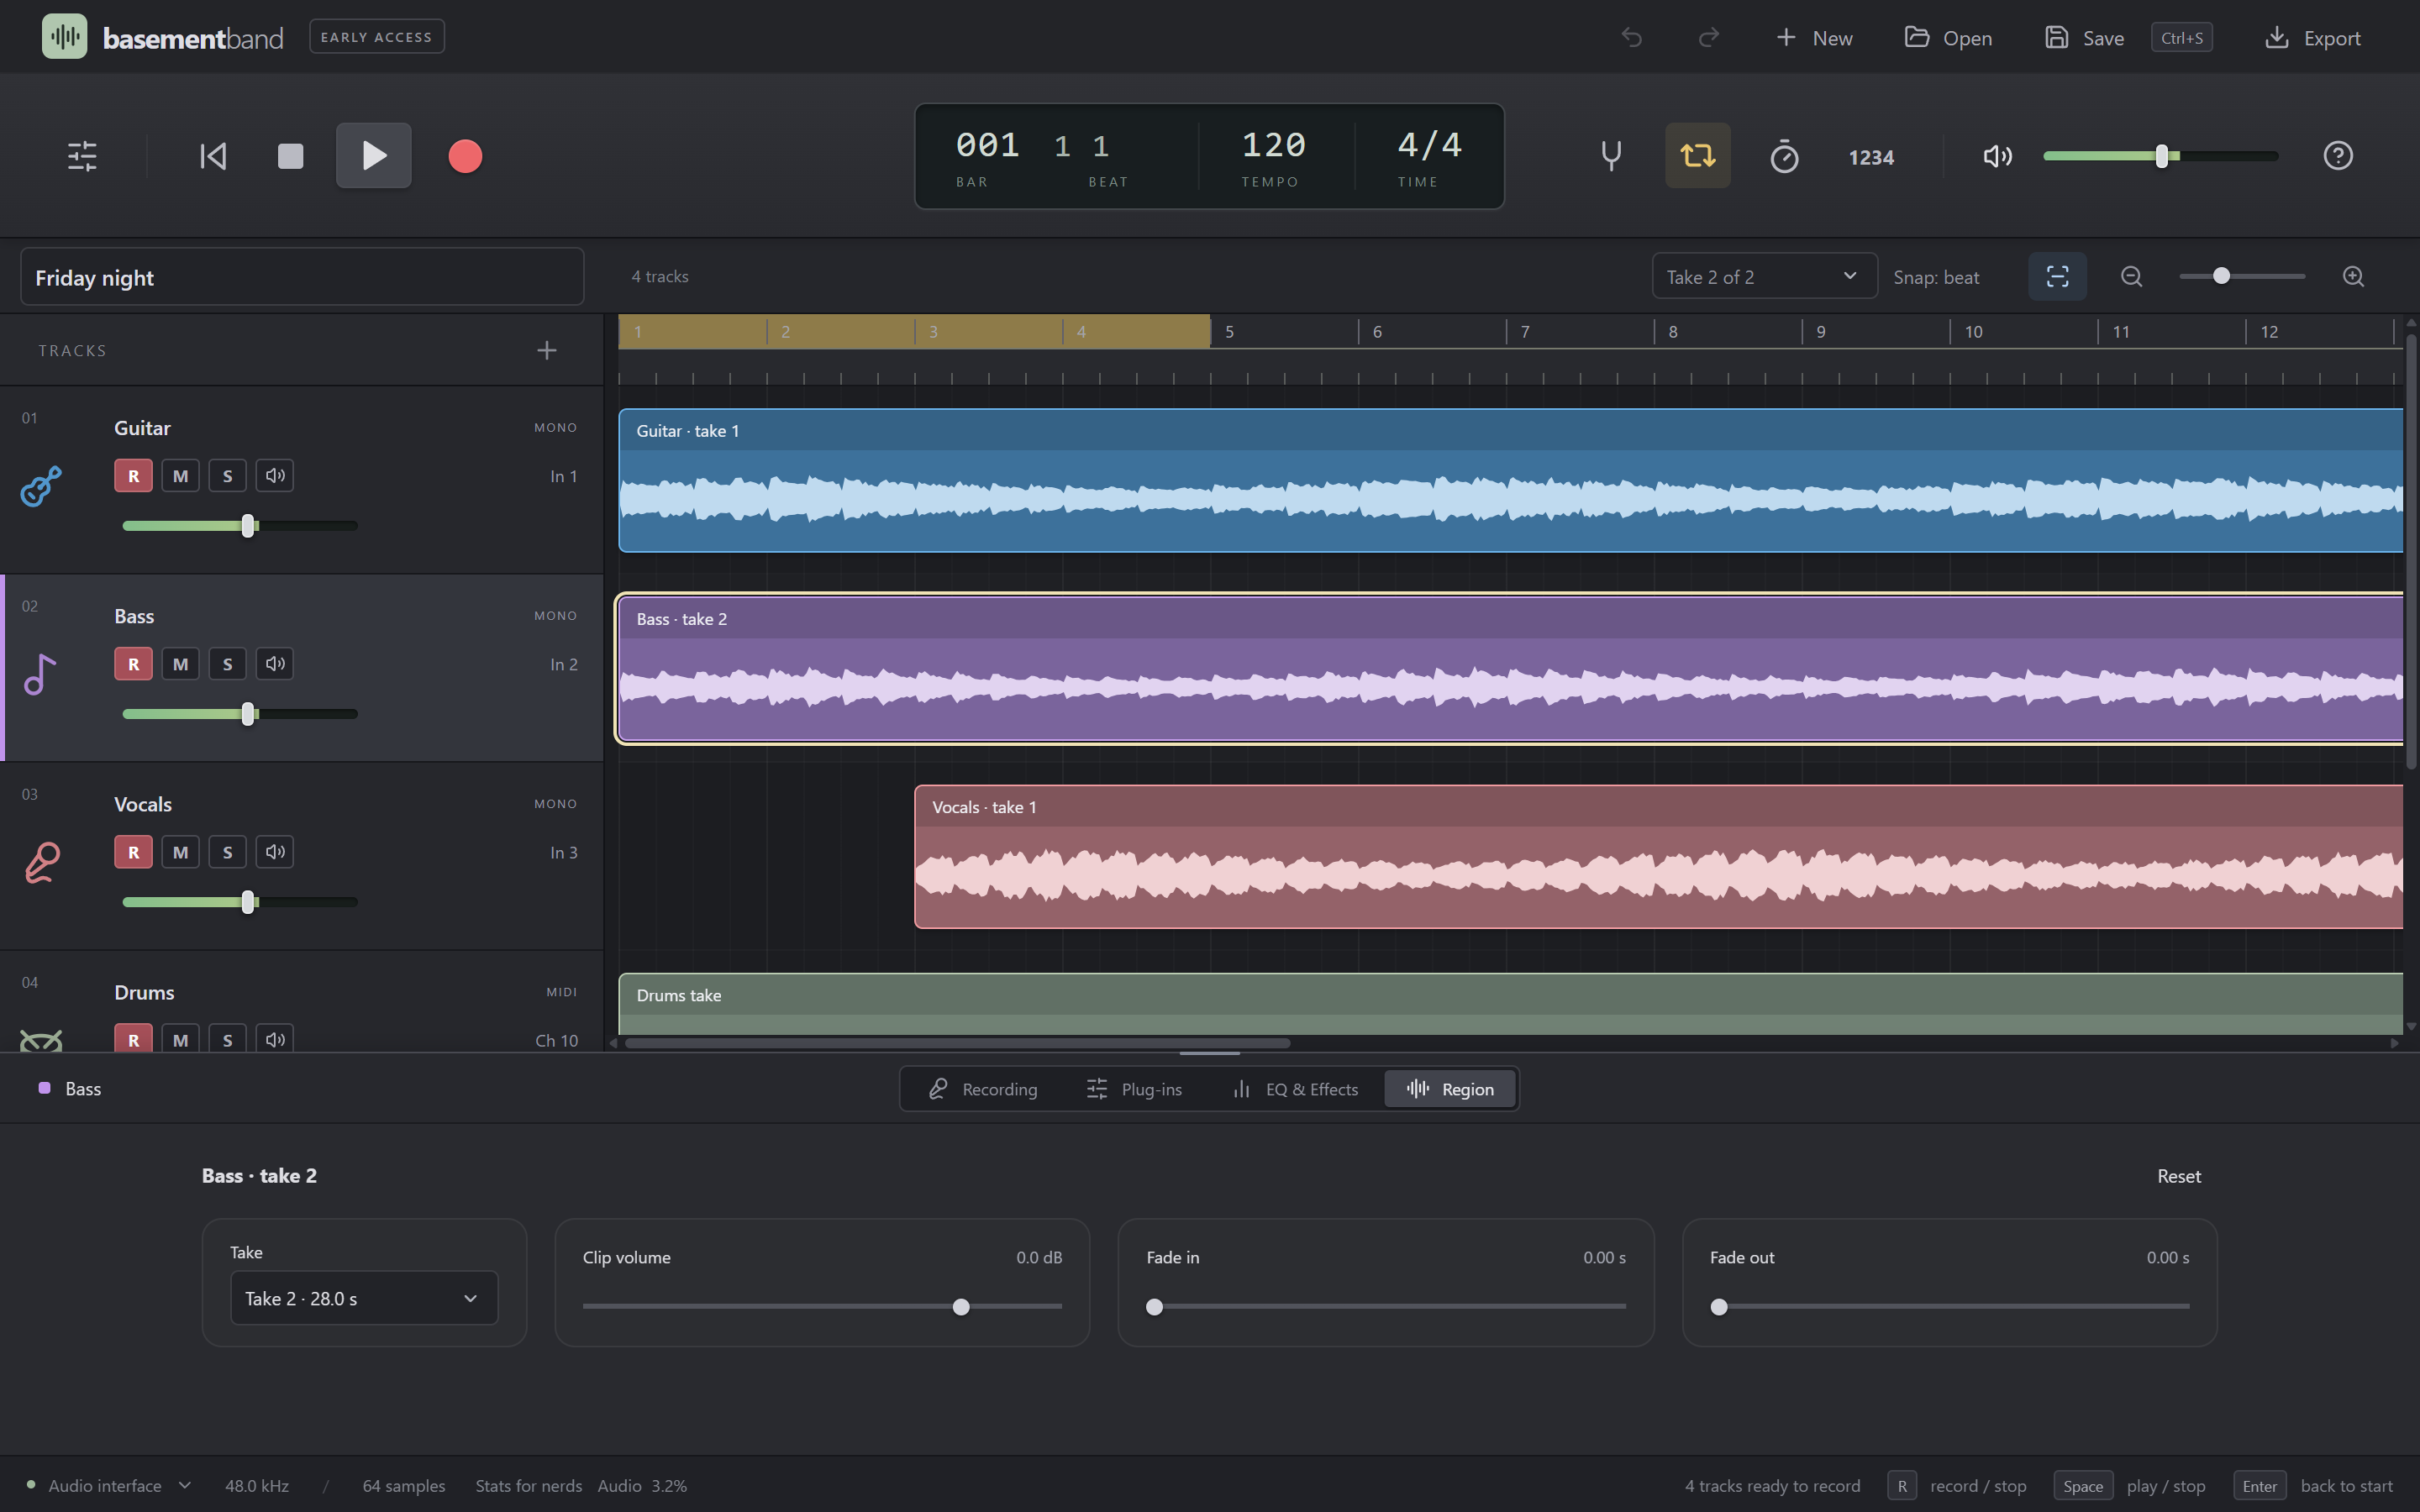 basementband EARLY ACCESS New Open Save Ctrl+S Export
001 1 1 120 4/4 1234
BAR BEAT TEMPO TIME
Friday night 4 tracks Take 2 of 2 Snap: beat
TRACKS 1 2 3 4 5 6 7 8 9 10 11 12
01 Guitar MONO
R M S In 1
Guitar · take 1
02 Bass MONO
R M S In 2
Bass · take 2
03 Vocals MONO
R M S In 3
Vocals · take 1
04 Drums MIDI
R M S Ch 10
Drums take
Bass Recording Plug-ins EQ & Effects Region
Bass · take 2 Reset
Take Clip volume 0.0 dB Fade in 0.00 s Fade out 0.00 s
Take 2 · 28.0 s
Audio interface 48.0 kHz / 64 samples Stats for nerds Audio 3.2% 4 tracks ready to record R record / stop Space play / stop Enter back to start